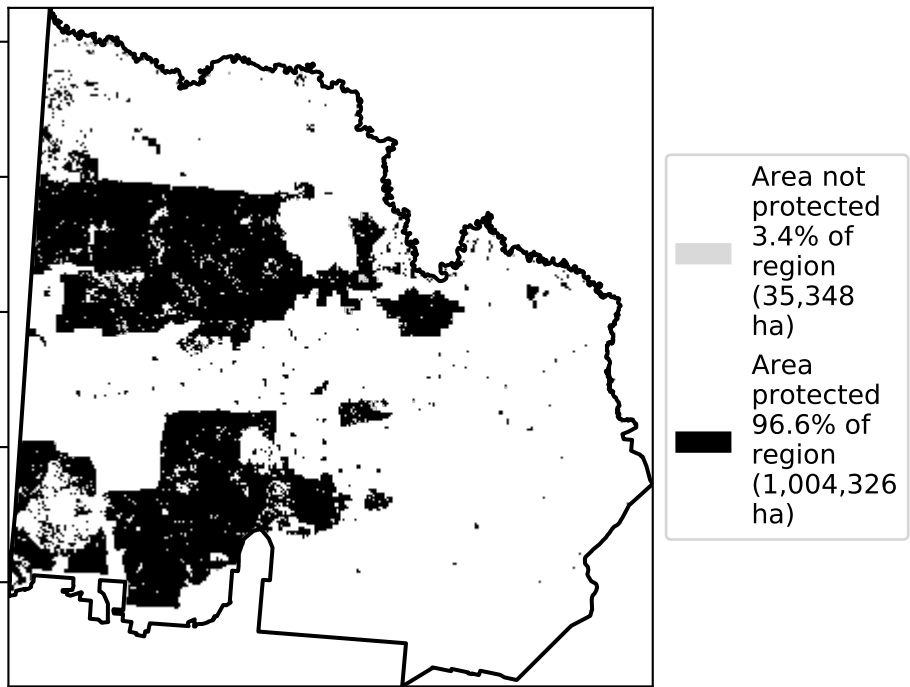 Area not
protected
3.4% of
region
(35,348
ha)
Area
protected
96.6% of
region
(1,004,326
ha)